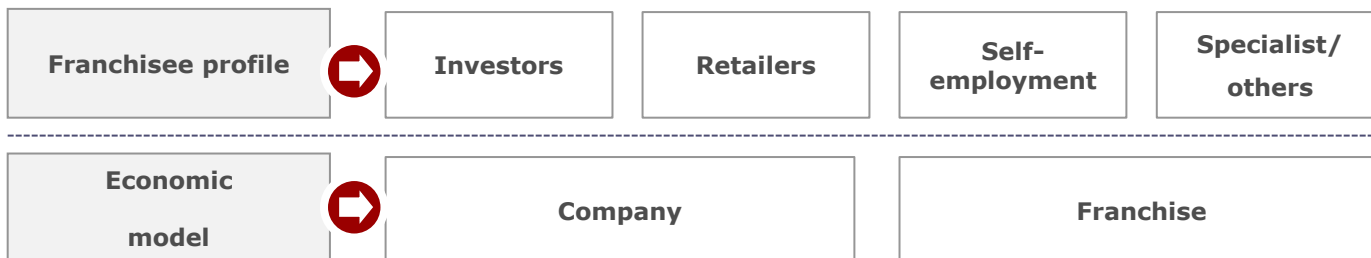 Franchisee profile
Investors
Retailers
Self-
employment
Specialist/
others
Economic
model
Company
Franchise